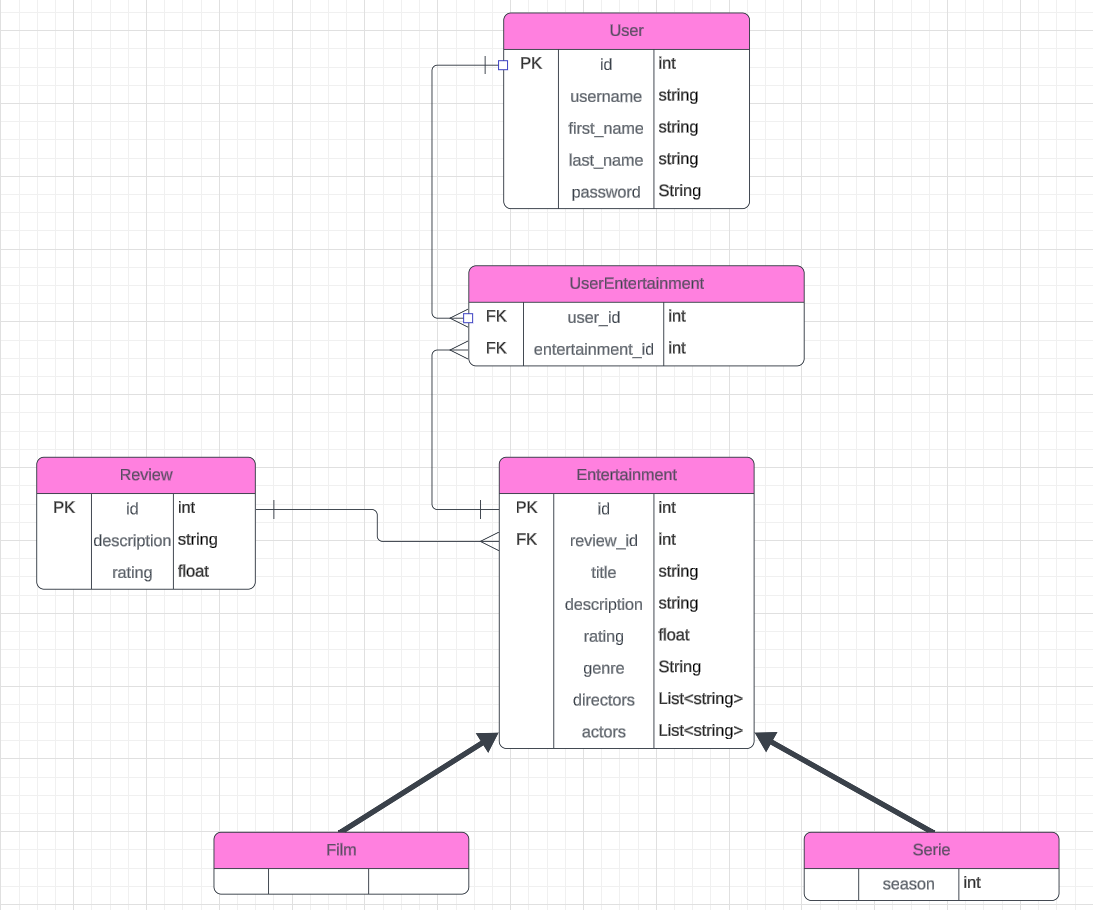 User
PK id int
username string
first_name string
last_name string
password String
UserEntertainment
FK user_id int
FK entertainment_id int
Review
PK id int
description string
rating float
Entertainment
PK id int
FK review_id int
title string
description string
rating float
genre String
directors List<string>
actors List<string>
Film
Serie
season int